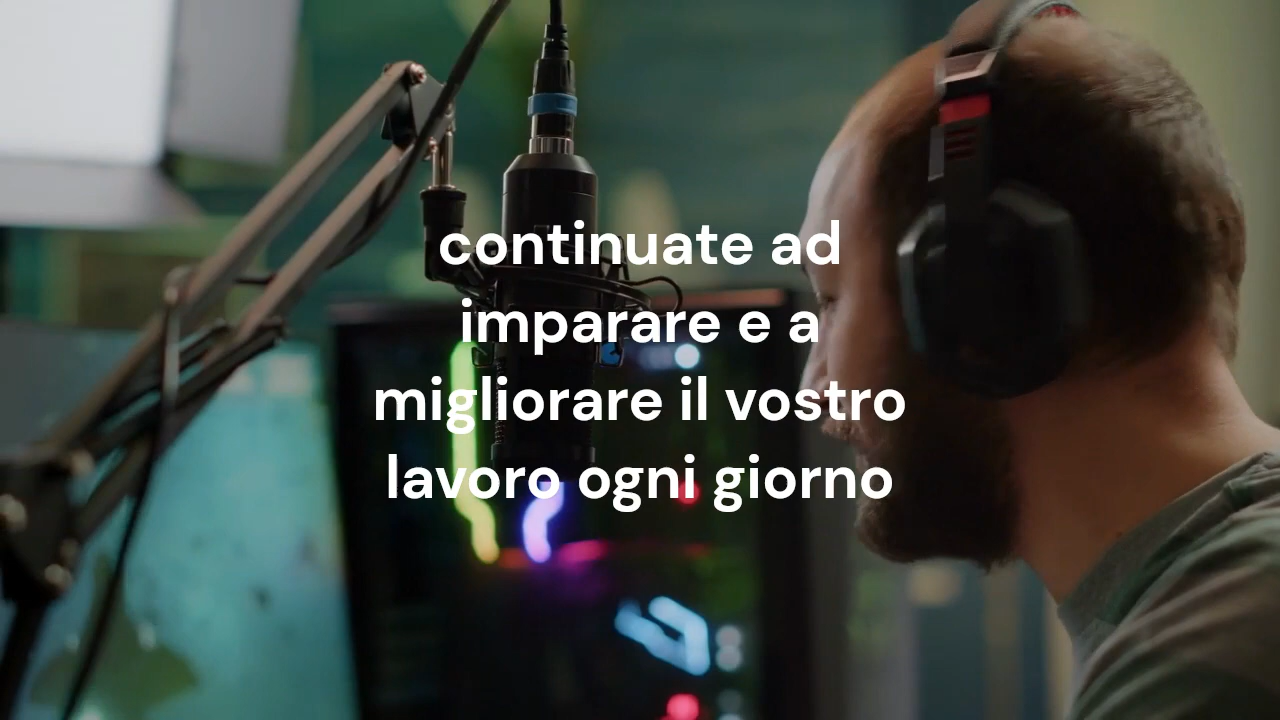 continuate ad
imparare e a
migliorare il vostro
lavoro ogni giorno